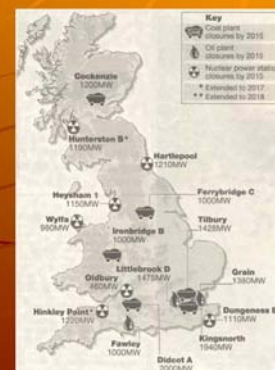 Key
Coal plant
closures by 2015
Oil plant
closures by 2015
Nuclear power station
closures by 2015
* Extended to 2017
** Extended to 2018
Cockenzie
1200MW
Hunterston B*
1190MW
Hartlepool
1210MW
Heysham 1
1150MW
Ferrybridge C
1000MW
Wylfa
980MW
Tilbury
1428MW
Ironbridge B
1000MW
Littlebrook D
1475MW
Grain
1380MW
Oldbury
460MW
Hinkley Point*
1220MW
Dungeness B
1110MW
Kingsnorth
1940MW
Fawley
1000MW
Didcot A
2000MW